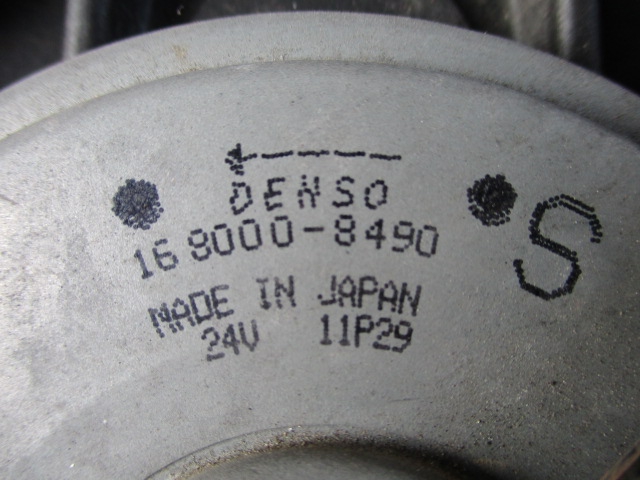 DENSO
168000-8490
MADE IN JAPAN
24V 11P29
S